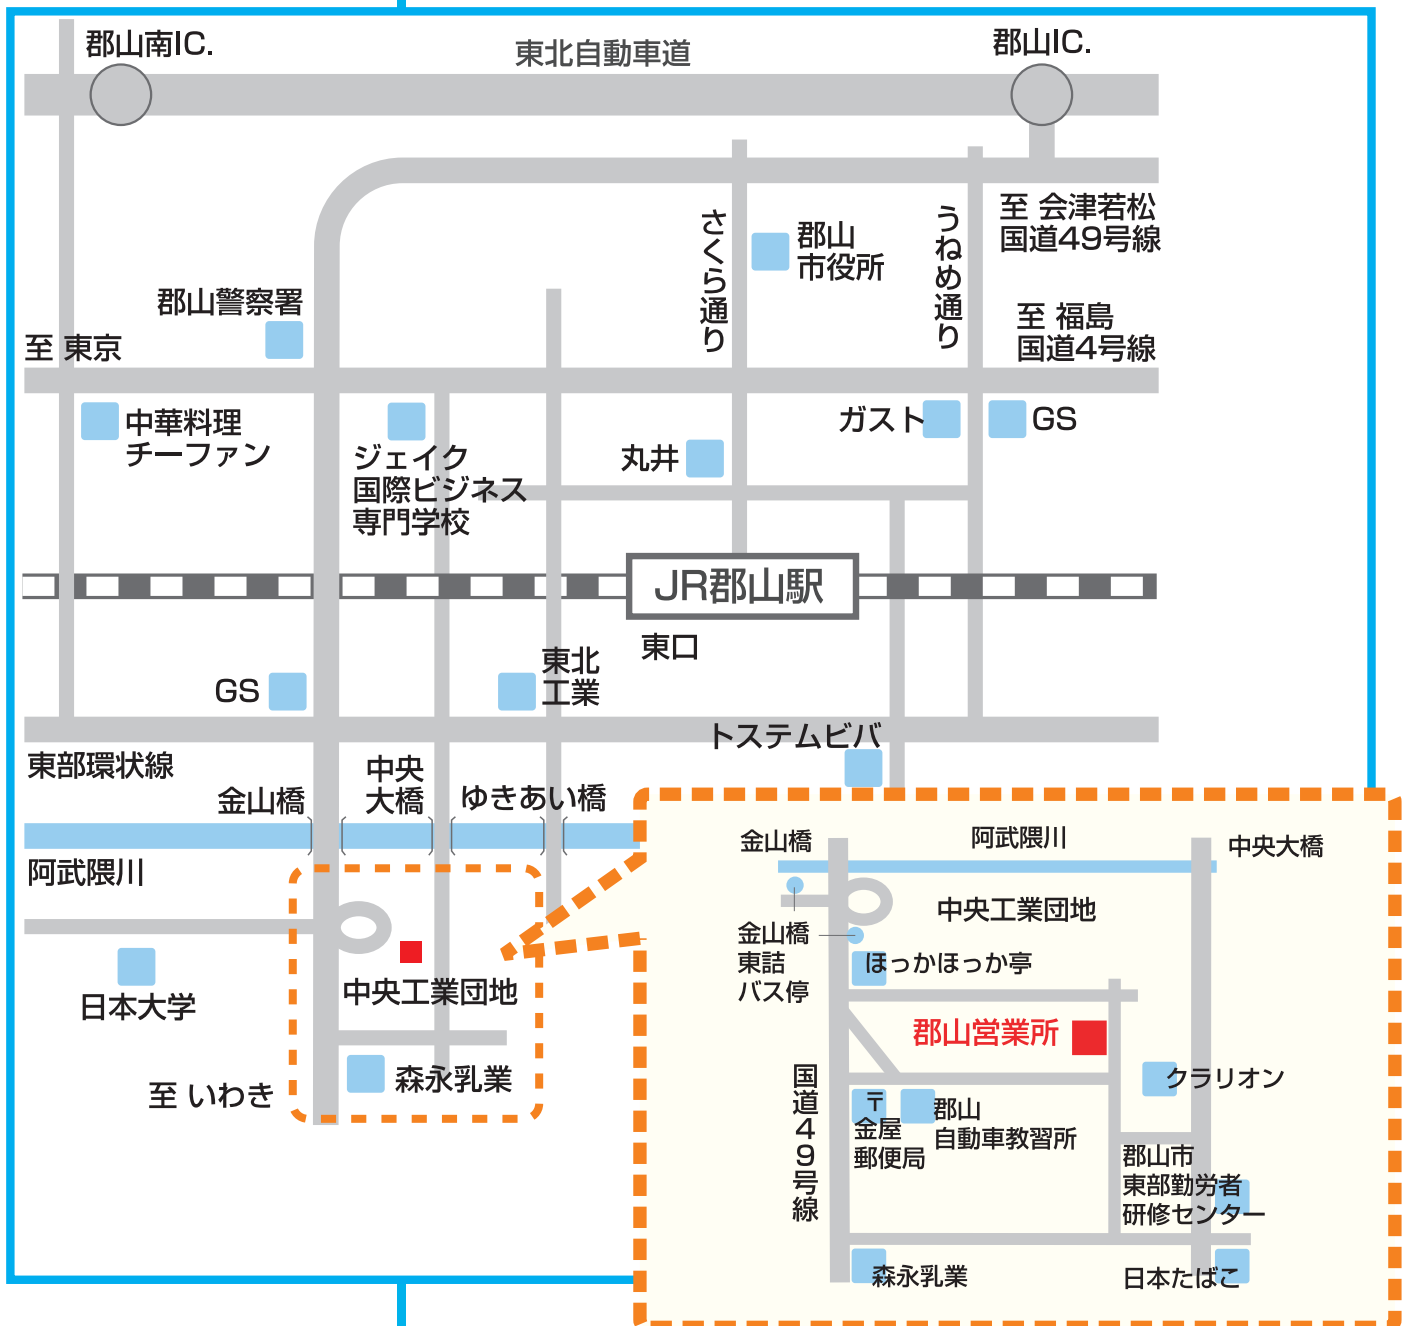 郡山南IC.
東北自動車道
郡山IC.
至 会津若松
国道49号線
さくら通り
郡山
市役所
うねめ通り
郡山警察署
至 福島
国道4号線
至 東京
中華料理
チーファン
ジェイク
国際ビジネス
専門学校
丸井
ガスト
GS
JR郡山駅
東口
GS
東北
工業
トステムビバ
東部環状線
金山橋
中央
大橋
ゆきあい橋
阿武隈川
日本大学
中央工業団地
森永乳業
至 いわき
金山橋
阿武隈川
中央大橋
中央工業団地
金山橋
東詰
バス停
ほっかほっか亭
郡山営業所
国道49号線
クラリオン
〒
金屋
郵便局
郡山
自動車教習所
郡山市
東部勤労者
研修センター
森永乳業
日本たばこ